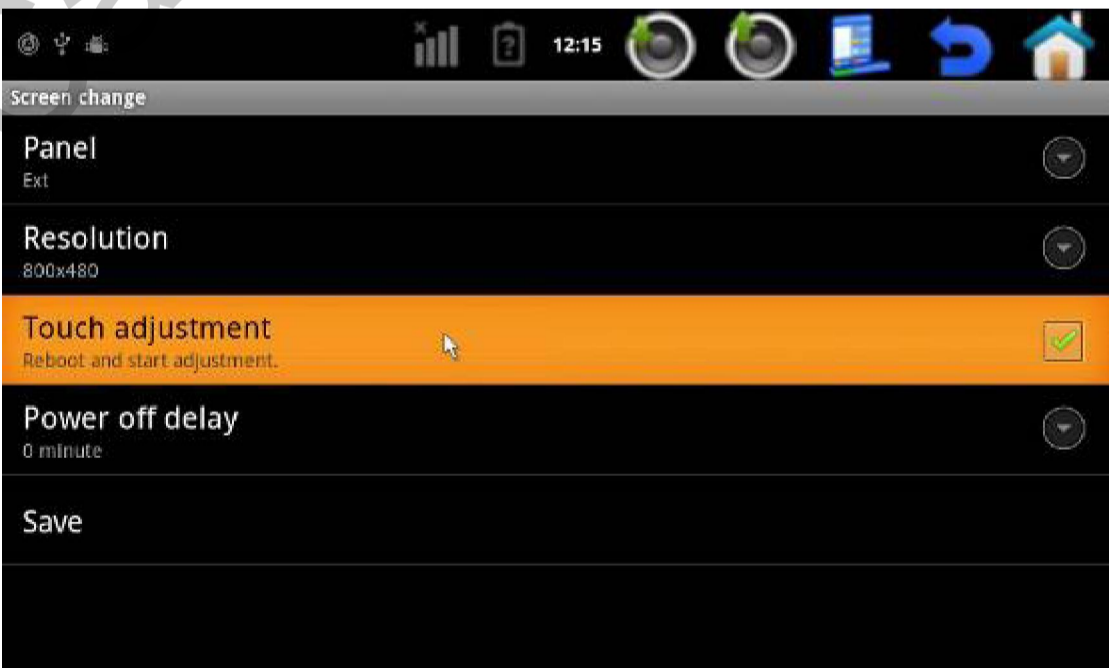 12:15
Screen change
Panel
Ext
Resolution
800x480
Touch adjustment
Reboot and start adjustment.
Power off delay
0 minute
Save